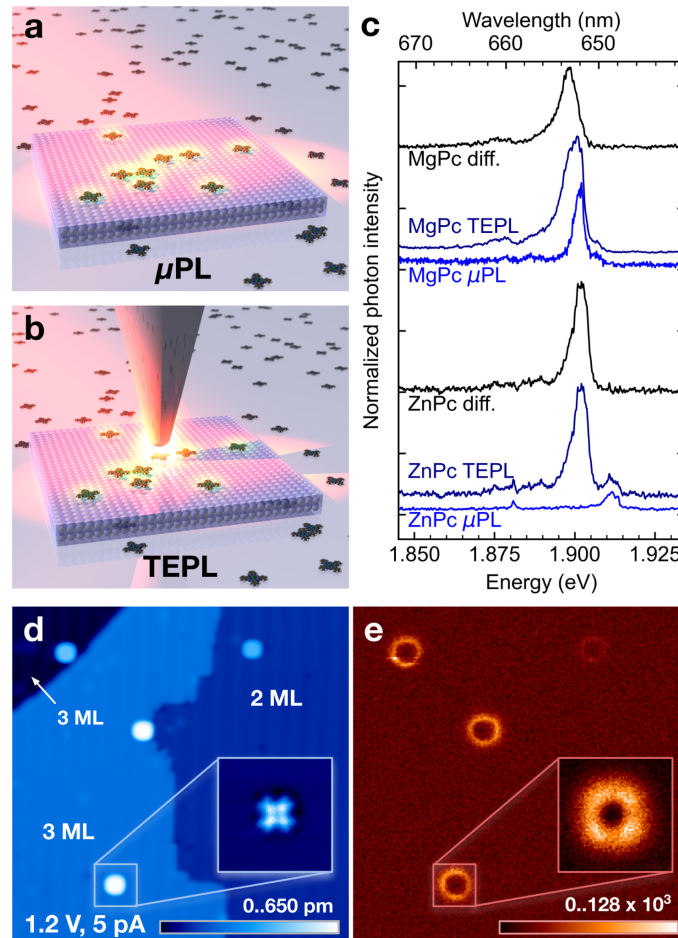 a
μPL
b
TEPL
c
Wavelength (nm)
670 660 650
Normalized photon intensity
MgPc diff.
MgPc TEPL
MgPc μPL
ZnPc diff.
ZnPc TEPL
ZnPc μPL
1.850 1.875 1.900 1.925
Energy (eV)
d
3 ML
2 ML
3 ML
1.2 V, 5 pA
0..650 pm
e
0..128 x 10³